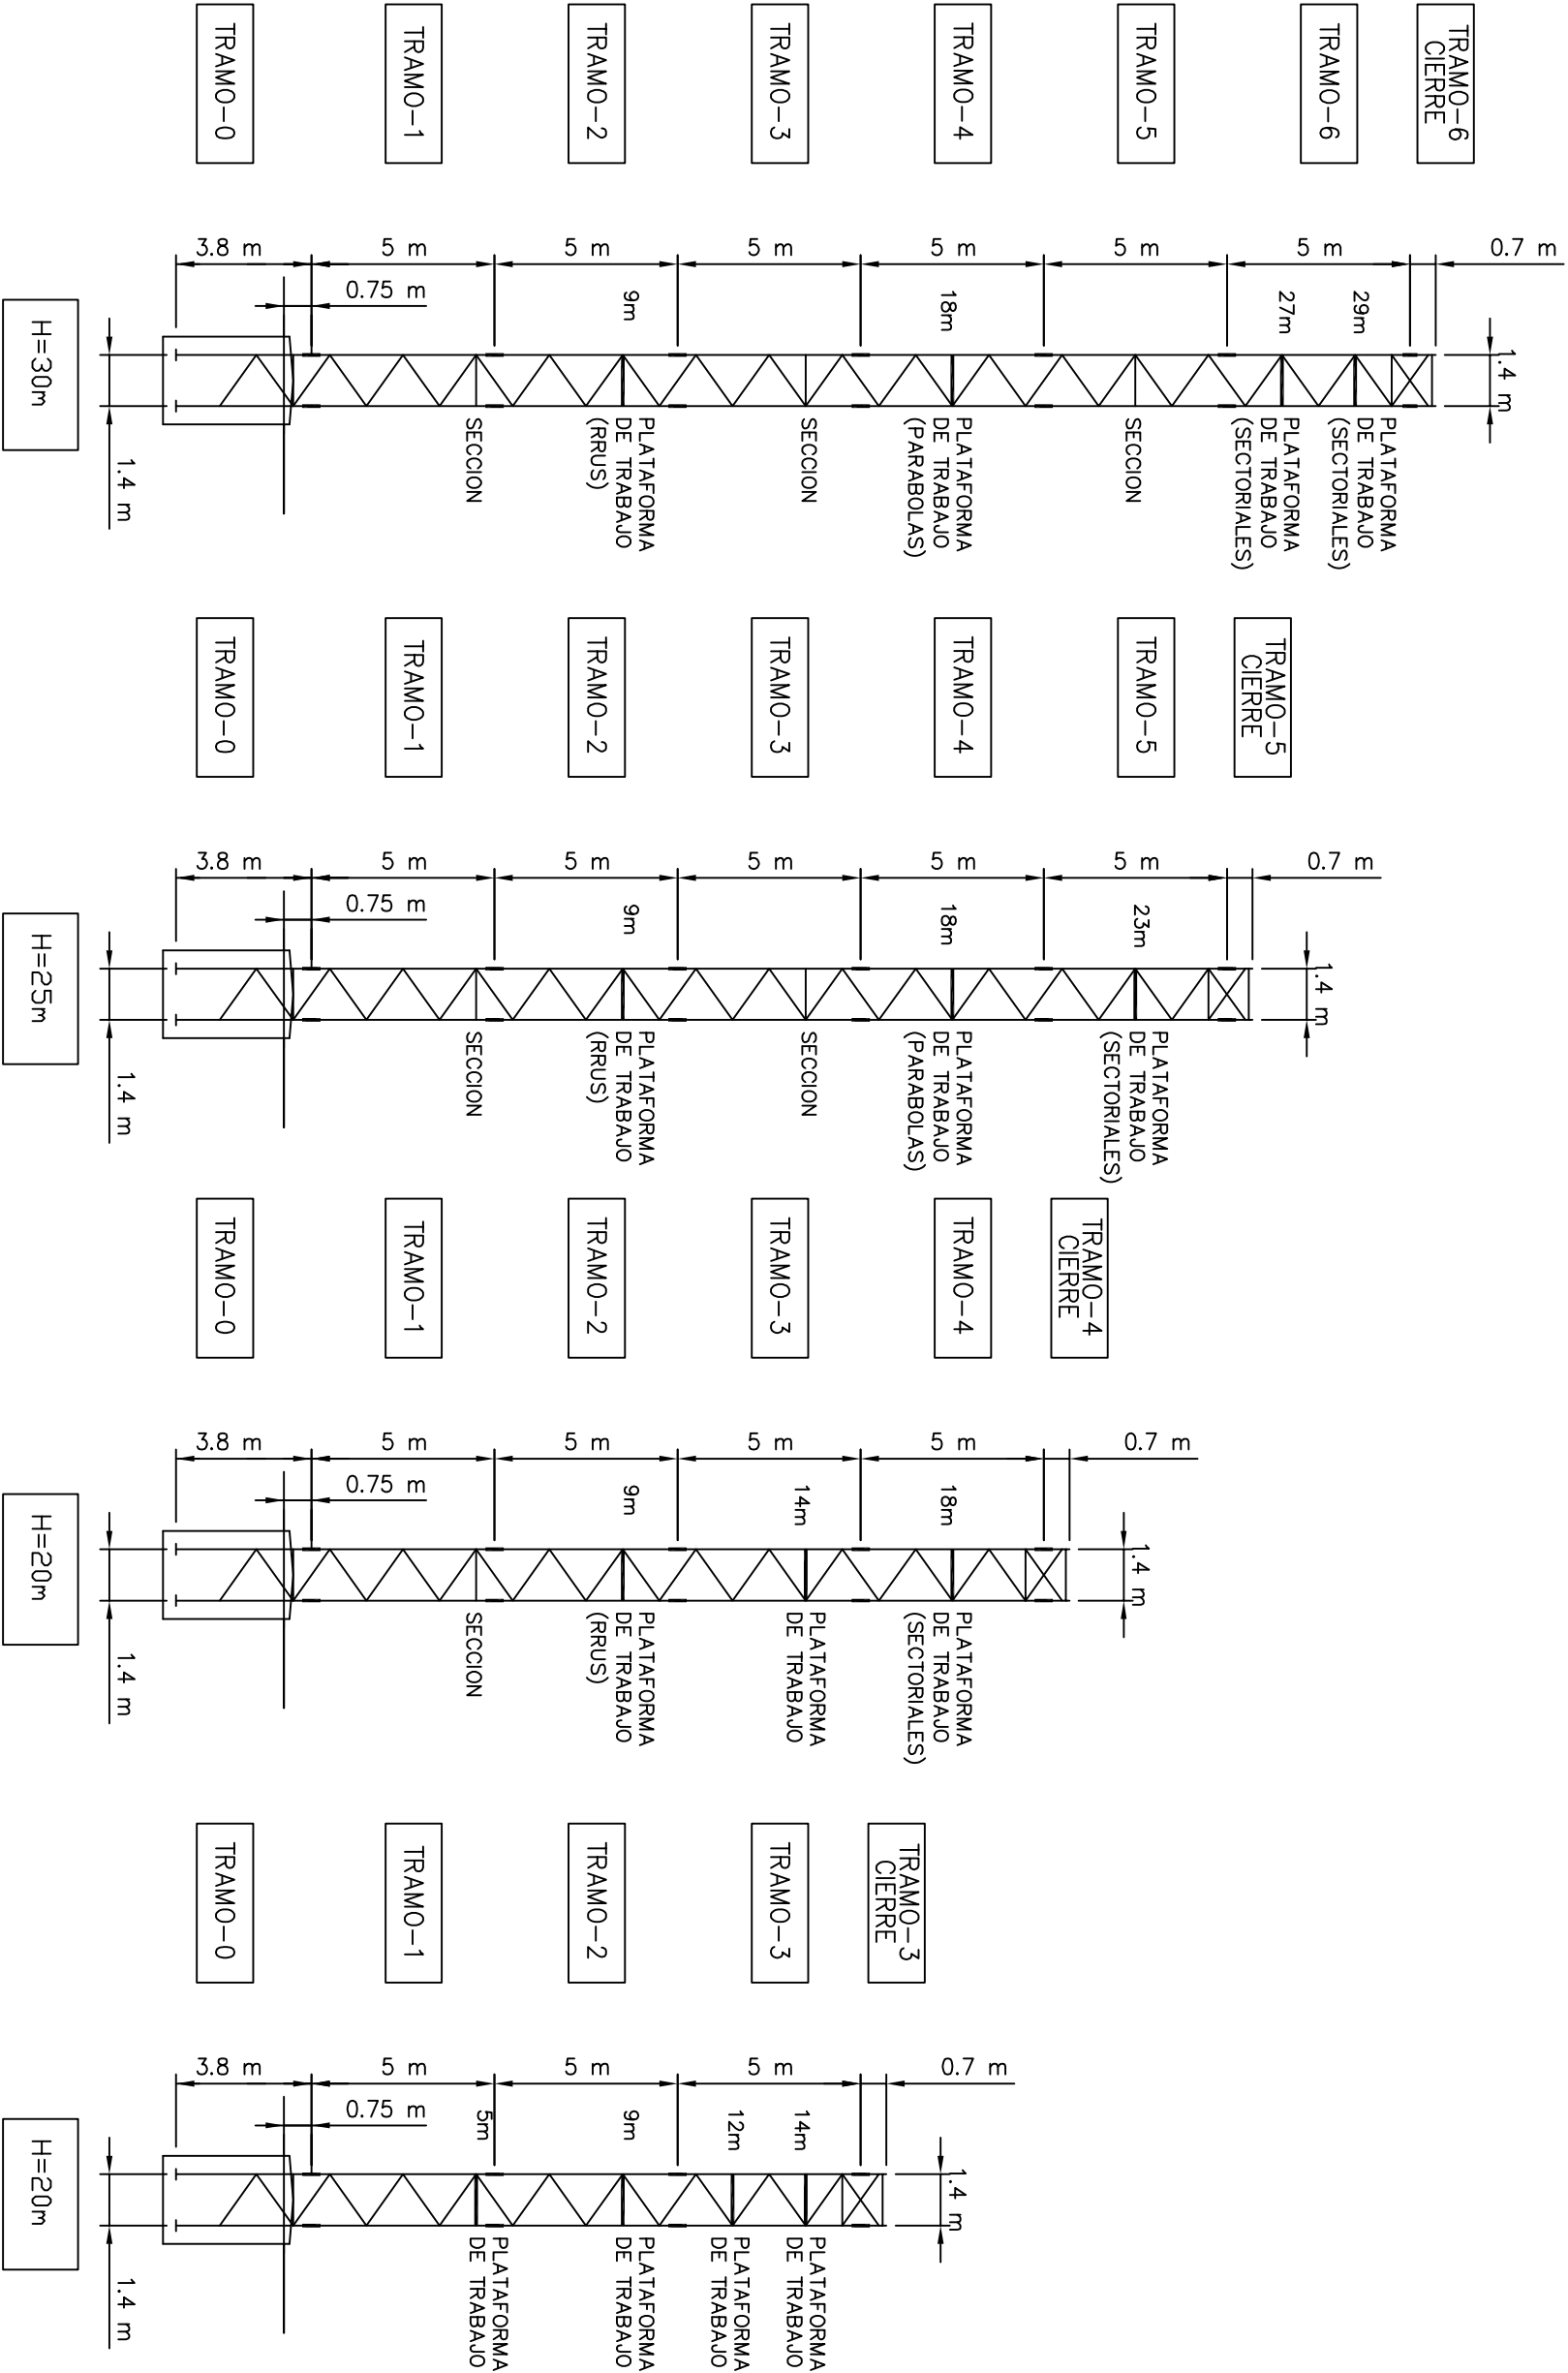 TRAMO-6
CIERRE
TRAMO-6
TRAMO-5
TRAMO-4
TRAMO-3
TRAMO-2
TRAMO-1
TRAMO-0
0.7 m
5 m
5 m
5 m
5 m
5 m
5 m
3.8 m
0.75 m
29m
27m
18m
9m
1.4 m
PLATAFORMA
DE TRABAJO
(SECTORIALES)
PLATAFORMA
DE TRABAJO
(SECTORIALES)
SECCION
PLATAFORMA
DE TRABAJO
(PARABOLAS)
SECCION
PLATAFORMA
DE TRABAJO
(RRUS)
SECCION
1.4 m
H=30m
TRAMO-5
CIERRE
TRAMO-5
TRAMO-4
TRAMO-3
TRAMO-2
TRAMO-1
TRAMO-0
0.7 m
5 m
5 m
5 m
5 m
5 m
3.8 m
0.75 m
23m
18m
9m
1.4 m
PLATAFORMA
DE TRABAJO
(SECTORIALES)
PLATAFORMA
DE TRABAJO
(PARABOLAS)
SECCION
PLATAFORMA
DE TRABAJO
(RRUS)
SECCION
1.4 m
H=25m
TRAMO-4
CIERRE
TRAMO-4
TRAMO-3
TRAMO-2
TRAMO-1
TRAMO-0
0.7 m
5 m
5 m
5 m
5 m
3.8 m
0.75 m
18m
14m
9m
1.4 m
PLATAFORMA
DE TRABAJO
(SECTORIALES)
PLATAFORMA
DE TRABAJO
PLATAFORMA
DE TRABAJO
(RRUS)
SECCION
1.4 m
H=20m
TRAMO-3
CIERRE
TRAMO-3
TRAMO-2
TRAMO-1
TRAMO-0
0.7 m
5 m
5 m
5 m
3.8 m
0.75 m
14m
12m
9m
5m
1.4 m
PLATAFORMA
DE TRABAJO
PLATAFORMA
DE TRABAJO
PLATAFORMA
DE TRABAJO
PLATAFORMA
DE TRABAJO
1.4 m
H=20m